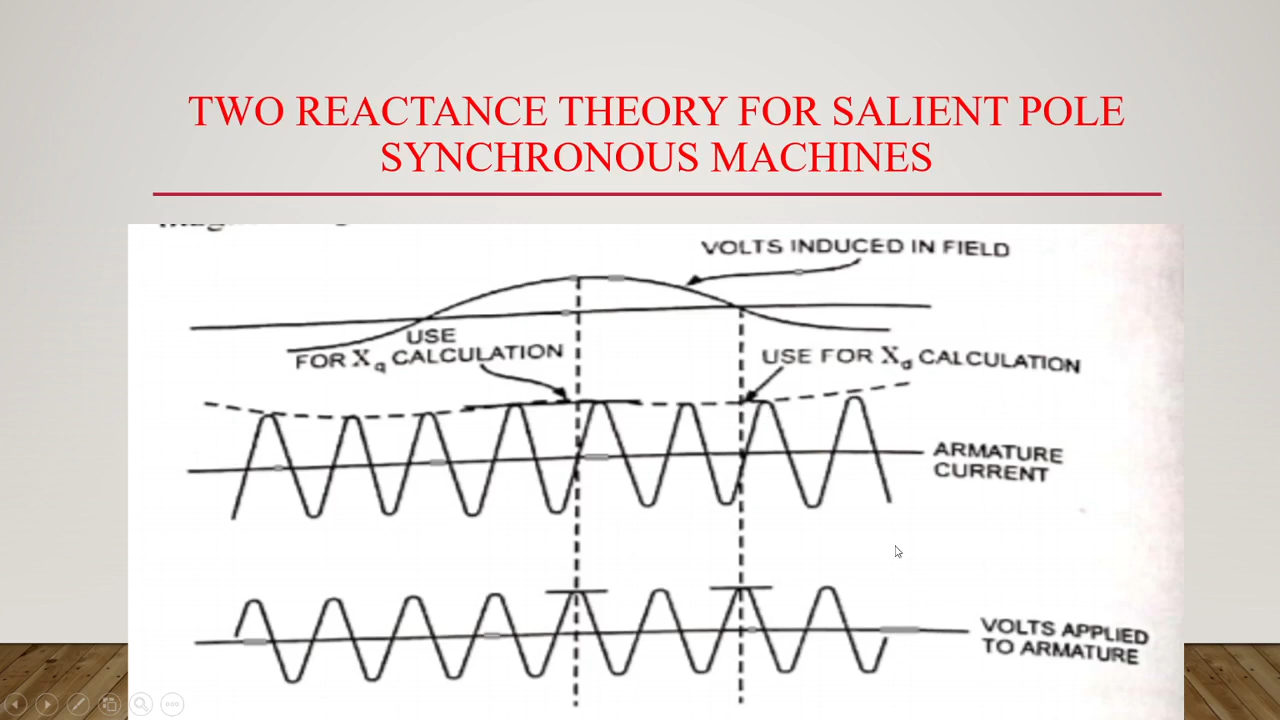 TWO REACTANCE THEORY FOR SALIENT POLE
SYNCHRONOUS MACHINES
VOLTS INDUCED IN FIELD
USE
FOR Xq CALCULATION
USE FOR Xd CALCULATION
ARMATURE
CURRENT
VOLTS APPLIED
TO ARMATURE